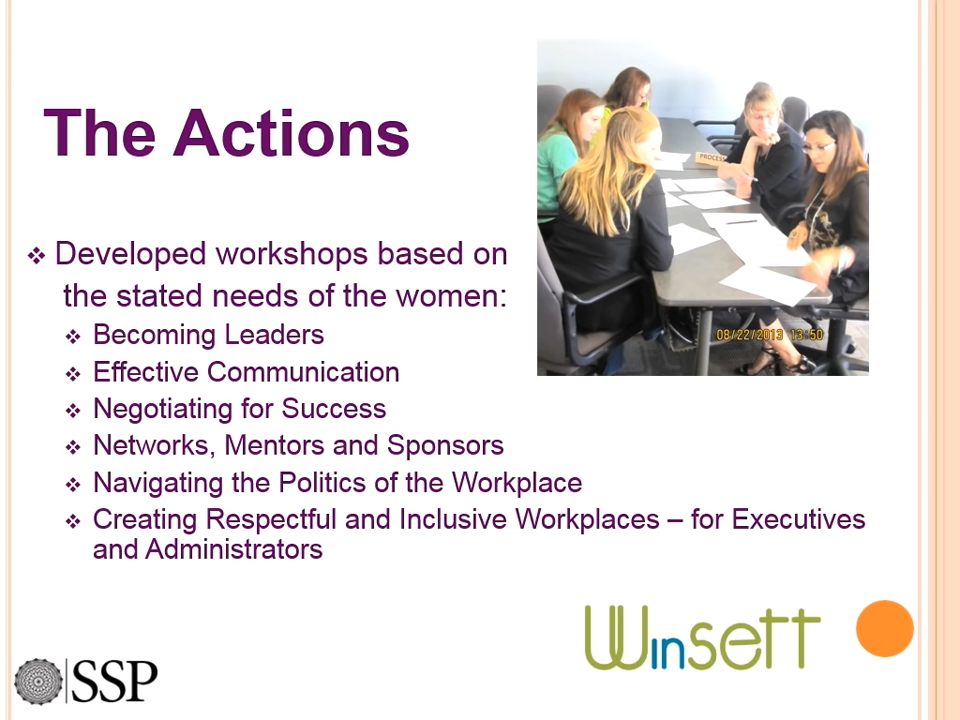 The Actions
❖ Developed workshops based on
the stated needs of the women:
❖ Becoming Leaders
❖ Effective Communication
❖ Negotiating for Success
❖ Networks, Mentors and Sponsors
❖ Navigating the Politics of the Workplace
❖ Creating Respectful and Inclusive Workplaces – for Executives
and Administrators
PROCESS
08/22/2013 13:50
Winsett
SSP